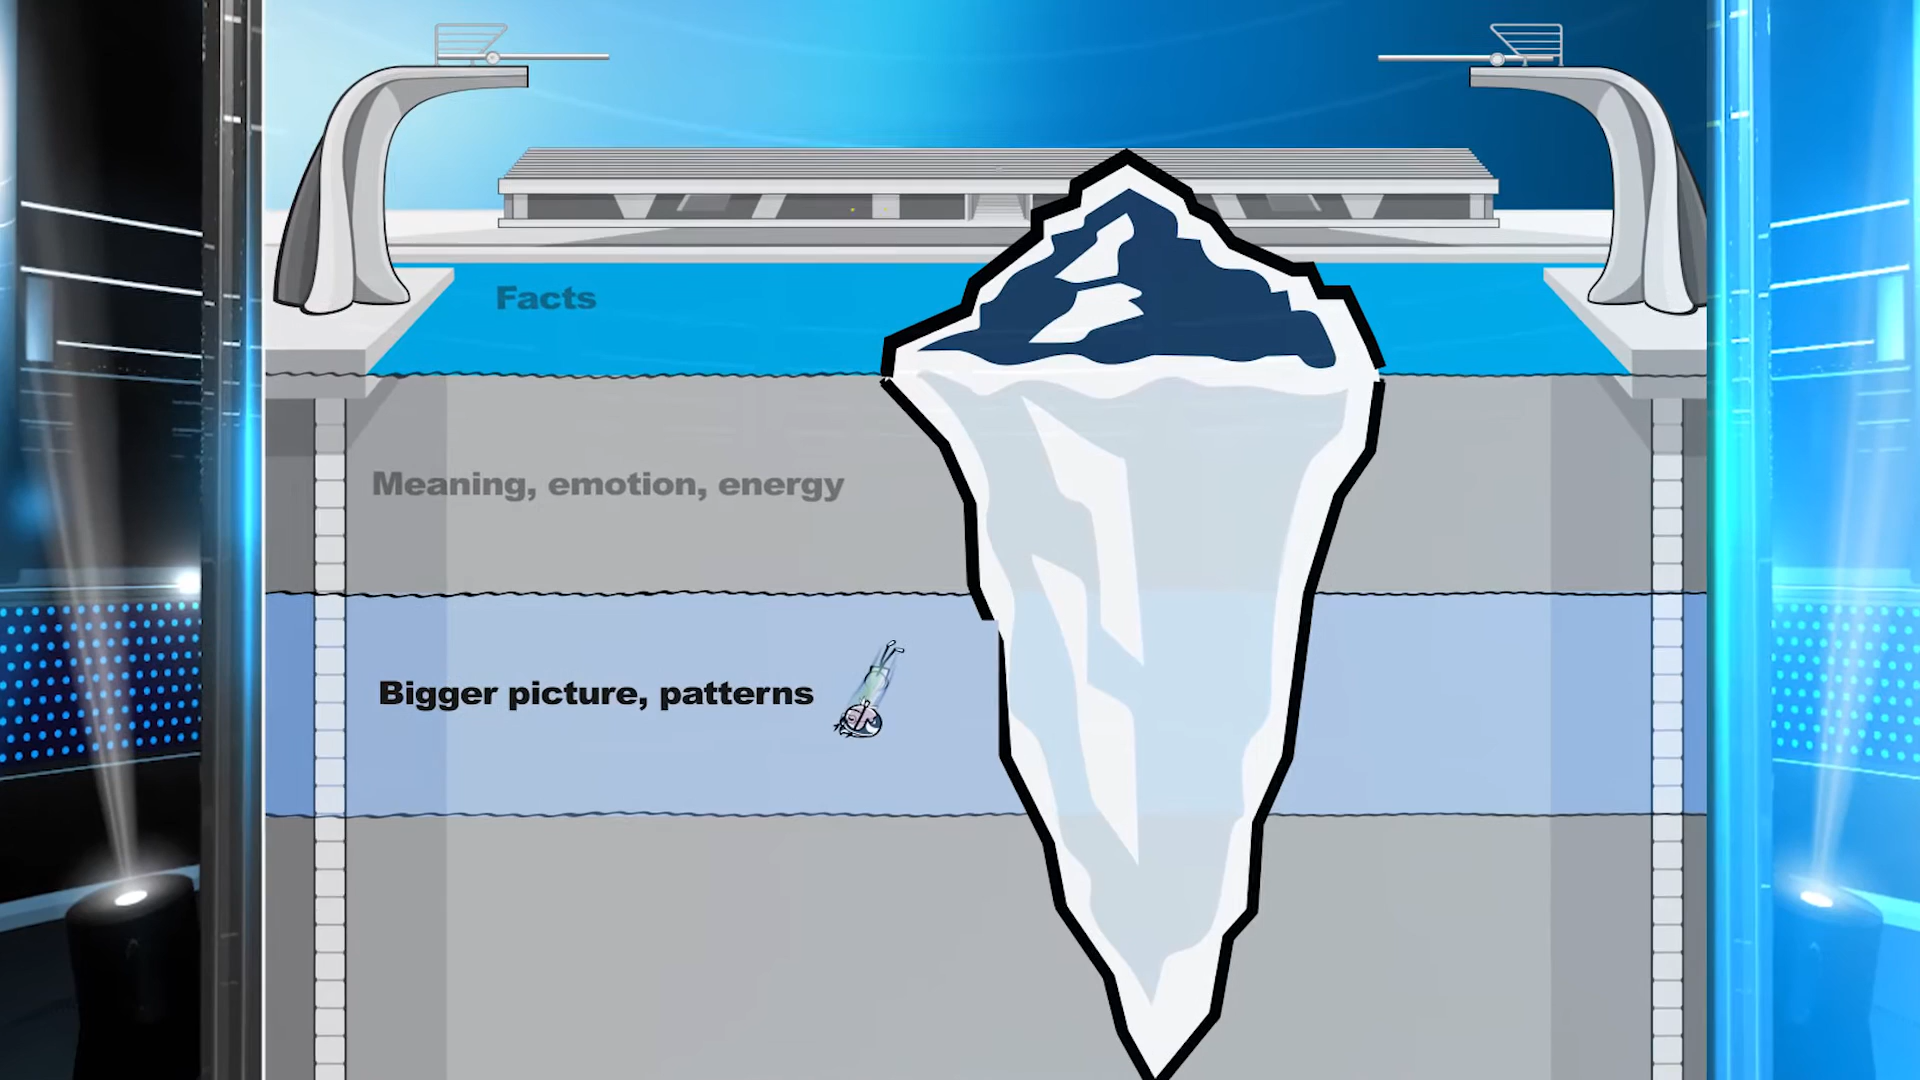 Facts
Meaning, emotion, energy
Bigger picture, patterns